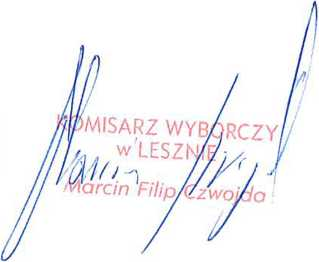 KOMISARZ WYBORCZY
w LESZNIE
Marcin Filip Czwojda